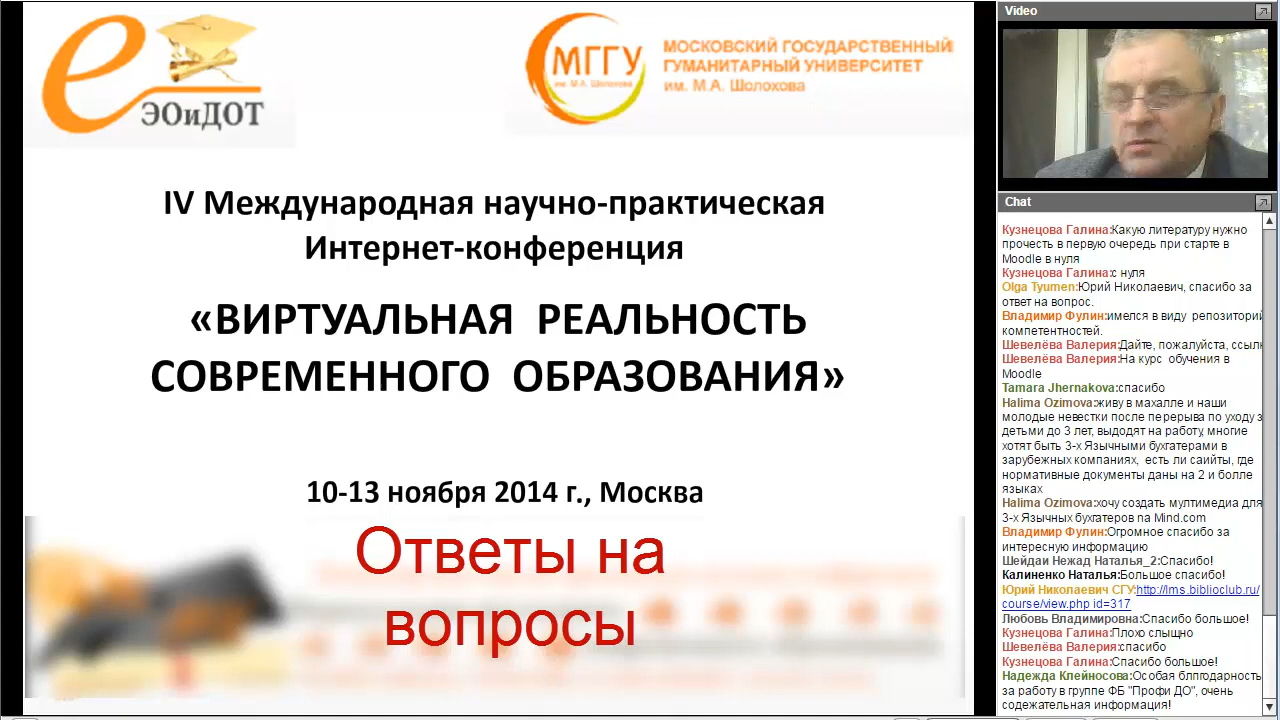 ЭОиДОТ
МГГУ
им. М.А. Шолохова
МОСКОВСКИЙ ГОСУДАРСТВЕННЫЙ
ГУМАНИТАРНЫЙ УНИВЕРСИТЕТ
им. М.А. Шолохова
IV Международная научно-практическая
Интернет-конференция
«ВИРТУАЛЬНАЯ РЕАЛЬНОСТЬ
СОВРЕМЕННОГО ОБРАЗОВАНИЯ»
10-13 ноября 2014 г., Москва
Ответы на
вопросы
Video
Chat
Кузнецова Галина:Какую литературу нужно
прочесть в первую очередь при старте в
Moodle в нуля
Кузнецова Галина:с нуля
Olga Tyumen:Юрий Николаевич, спасибо за
ответ на вопрос.
Владимир Фулин:имелся в виду репозиторий
компетентностей.
Шевелёва Валерия:Дайте, пожалуйста, ссылк
Шевелёва Валерия:На курс обучения в
Moodle
Tamara Jhernakova:спасибо
Halima Ozimova:живу в махалле и наши
молодые невестки после перерыва по уходу з
детьми до 3 лет, выдодят на работу, многие
хотят быть 3-х Язычными бухгатерами в
зарубежных компаниях, есть ли сайиты, где
нормативные документы даны на 2 и болле
языках
Halima Ozimova:хочу создать мултимедиа для
3-х Язычных бухгатеров na Mind.com
Владимир Фулин:Огромное спасибо за
интересную информацию
Шейдаи Нежад Наталья_2:Спасибо!
Калиненко Наталья:Большое спасибо!
Юрий Николаевич СГУ:http://lms.biblioclub.ru/
course/view.php id=317
Любовь Владимировна:Спасибо большое!
Кузнецова Галина:Плохо слыщно
Шевелёва Валерия:спасибо
Кузнецова Галина:Спасибо большое!
Надежда Клейносова:Особая блпгодарность
за работу в группе ФБ "Профи ДО", очень
содежательная информация!